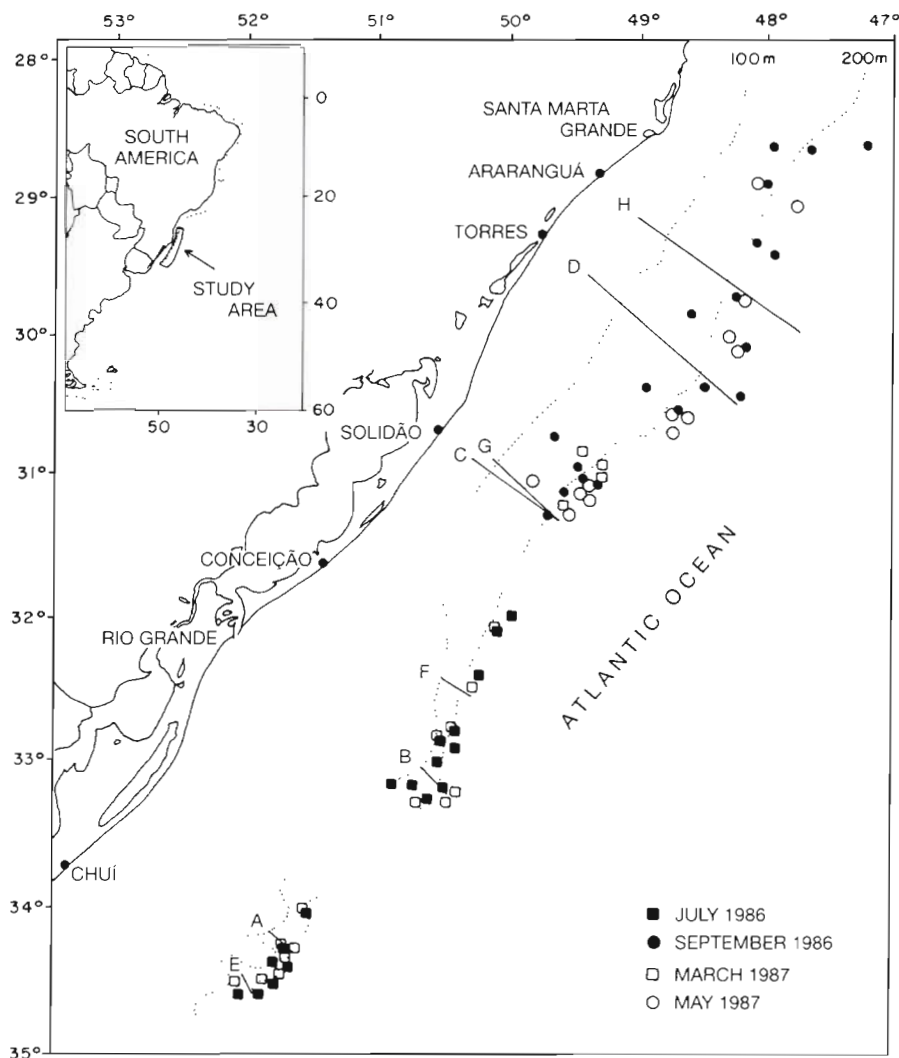 53° 52° 51° 50° 49° 48° 47°
28°
29°
30°
31°
32°
33°
34°
35°
100 m 200 m
SOUTH
AMERICA
STUDY
AREA
0
20
40
60
50 30
SANTA MARTA
GRANDE
ARARANGUÁ
TORRES
SOLIDÃO
CONCEIÇÃO
RIO GRANDE
CHUÍ
H
D
G
C
F
B
A
E
ATLANTIC OCEAN
JULY 1986
SEPTEMBER 1986
MARCH 1987
MAY 1987